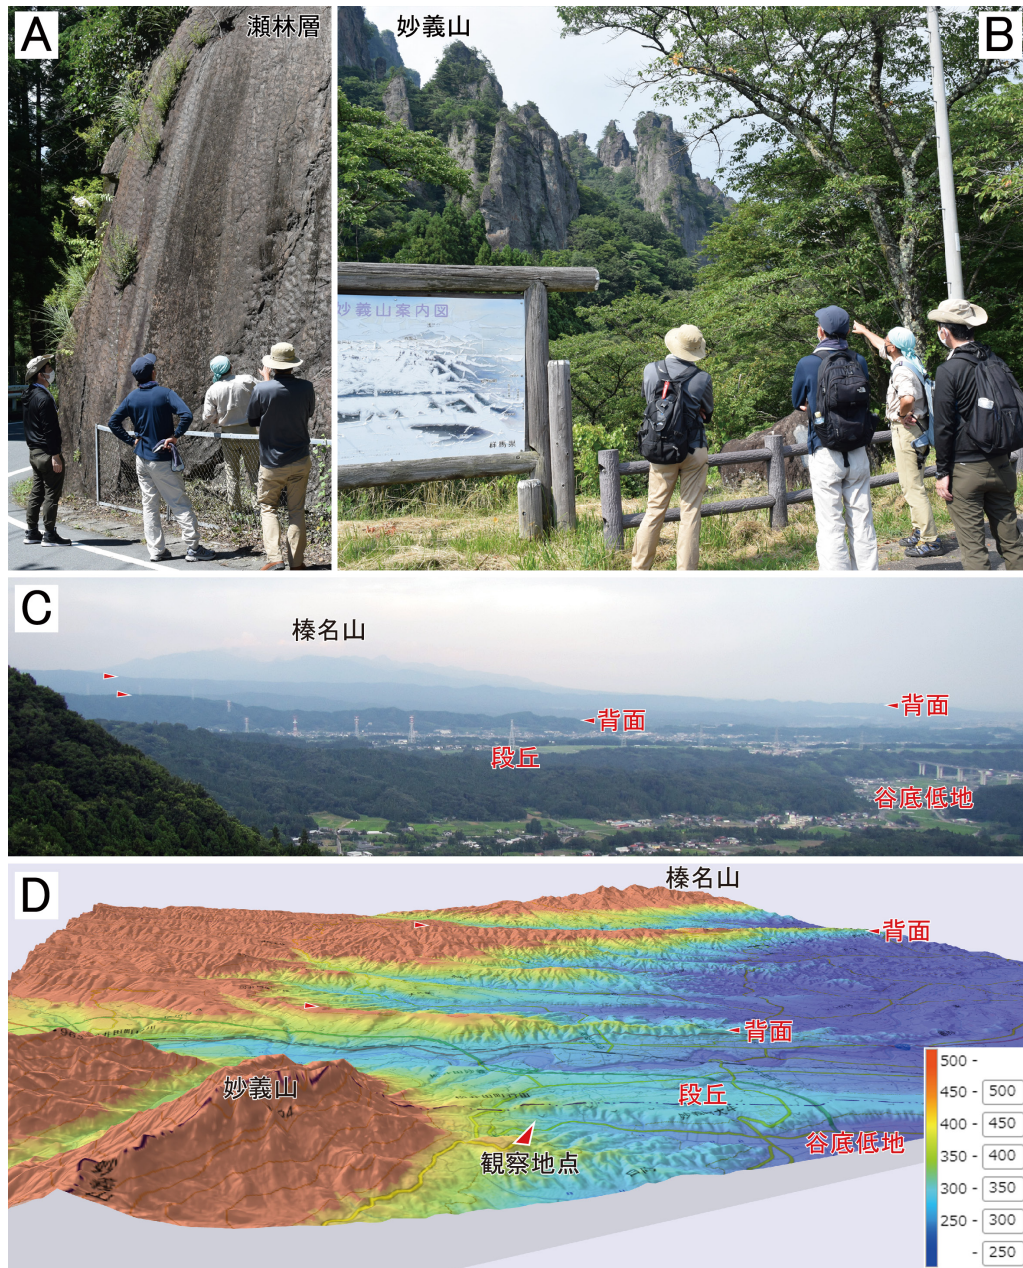 A
瀬林層
妙義山
B
妙義山案内図
群馬県
C
榛名山
背面
背面
段丘
谷底低地
D
榛名山
背面
背面
妙義山
段丘
谷底低地
観察地点
500 -
450 -
400 -
350 -
300 -
250 -
-
500
450
400
350
300
250